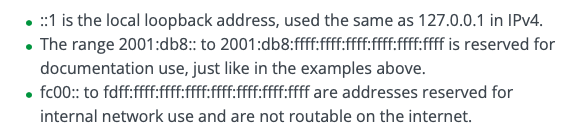 ::1 is the local loopback address, used the same as 127.0.0.1 in IPv4.
The range 2001:db8:: to 2001:db8:ffff:ffff:ffff:ffff:ffff:ffff is reserved for
documentation use, just like in the examples above.
fc00:: to fdff:ffff:ffff:ffff:ffff:ffff:ffff:ffff are addresses reserved for
internal network use and are not routable on the internet.